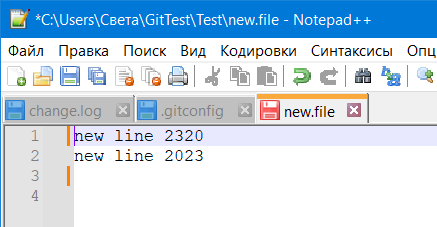 *C:\Users\Света\GitTest\Test\new.file - Notepad++
Файл Правка Поиск Вид Кодировки Синтаксисы Опц
change.log .gitconfig new.file
1 new line 2320
2 new line 2023
3
4